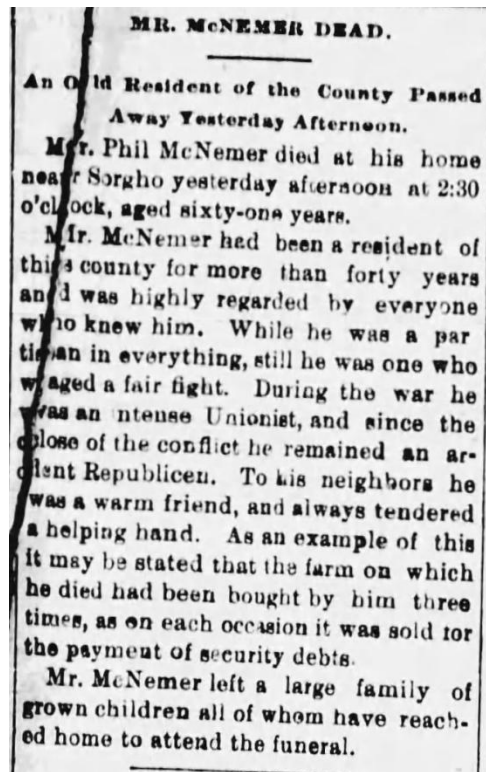 MR. McNEMER DEAD.
An Old Resident of the County Passed
Away Yesterday Afternoon.
Mr. Phil McNemer died at his home
near Sorgho yesterday afternoon at 2:30
o'clock, aged sixty-one years.
Mr. McNemer had been a resident of
this county for more than forty years
and was highly regarded by everyone
who knew him. While he was a par
tisan in everything, still he was one who
waged a fair fight. During the war he
was an ntense Unionist, and since the
close of the conflict he remained an ar-
dent Republicen. To his neighbors he
was a warm friend, and always tendered
a helping hand. As an example of this
it may be stated that the farm on which
he died had been bought by him three
times, as on each occasion it was sold for
the payment of security debts.
Mr. McNemer left a large family of
grown children all of whom have reach-
ed home to attend the funeral.